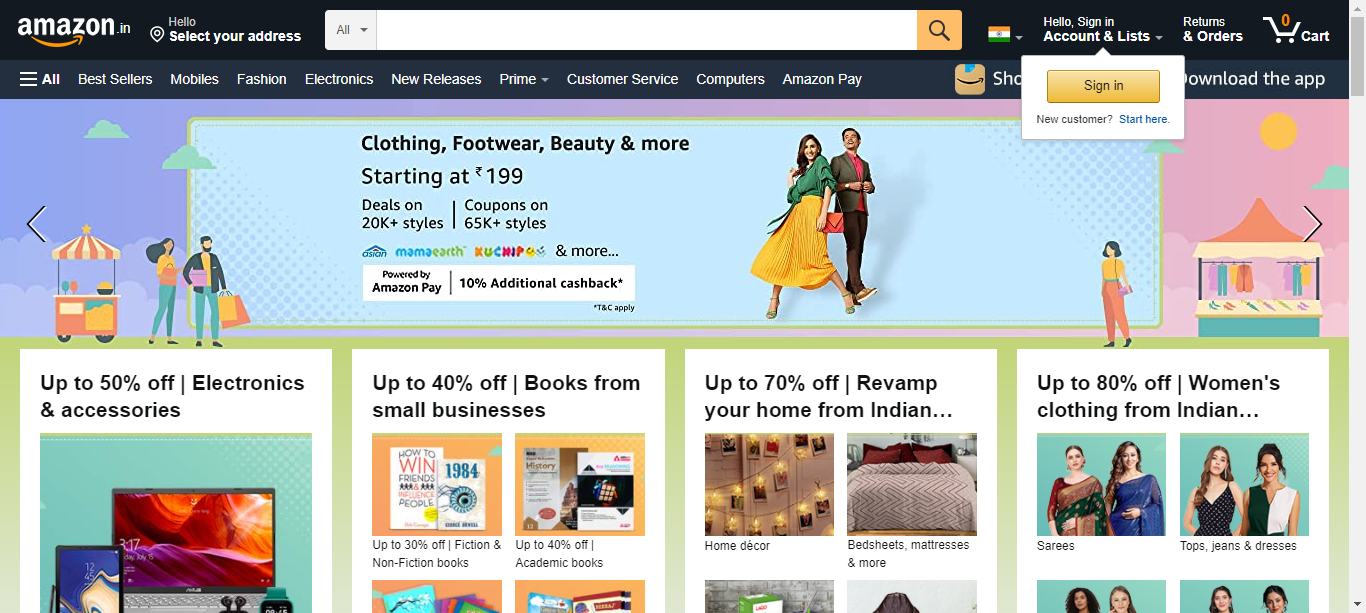 amazon.in
Hello
Select your address
All
Hello, Sign in
Account & Lists
Returns
& Orders
0
Cart
All
Best Sellers
Mobiles
Fashion
Electronics
New Releases
Prime
Customer Service
Computers
Amazon Pay
Sho
Download the app
Sign in
New customer? Start here.
Clothing, Footwear, Beauty & more
Starting at ₹199
Deals on
20K+ styles
Coupons on
65K+ styles
asian mamaearth KUCHIPOO & more...
Powered by
Amazon Pay
10% Additional cashback*
*T&C apply
Up to 50% off | Electronics
& accessories
Up to 40% off | Books from
small businesses
HOW TO
WIN
FRIENDS
&
INFLUENCE
PEOPLE
1984
GEORGE ORWELL
History
Up to 30% off | Fiction &
Non-Fiction books
Up to 40% off |
Academic books
Up to 70% off | Revamp
your home from Indian...
Home décor
Bedsheets, mattresses
& more
Up to 80% off | Women's
clothing from Indian...
Sarees
Tops, jeans & dresses